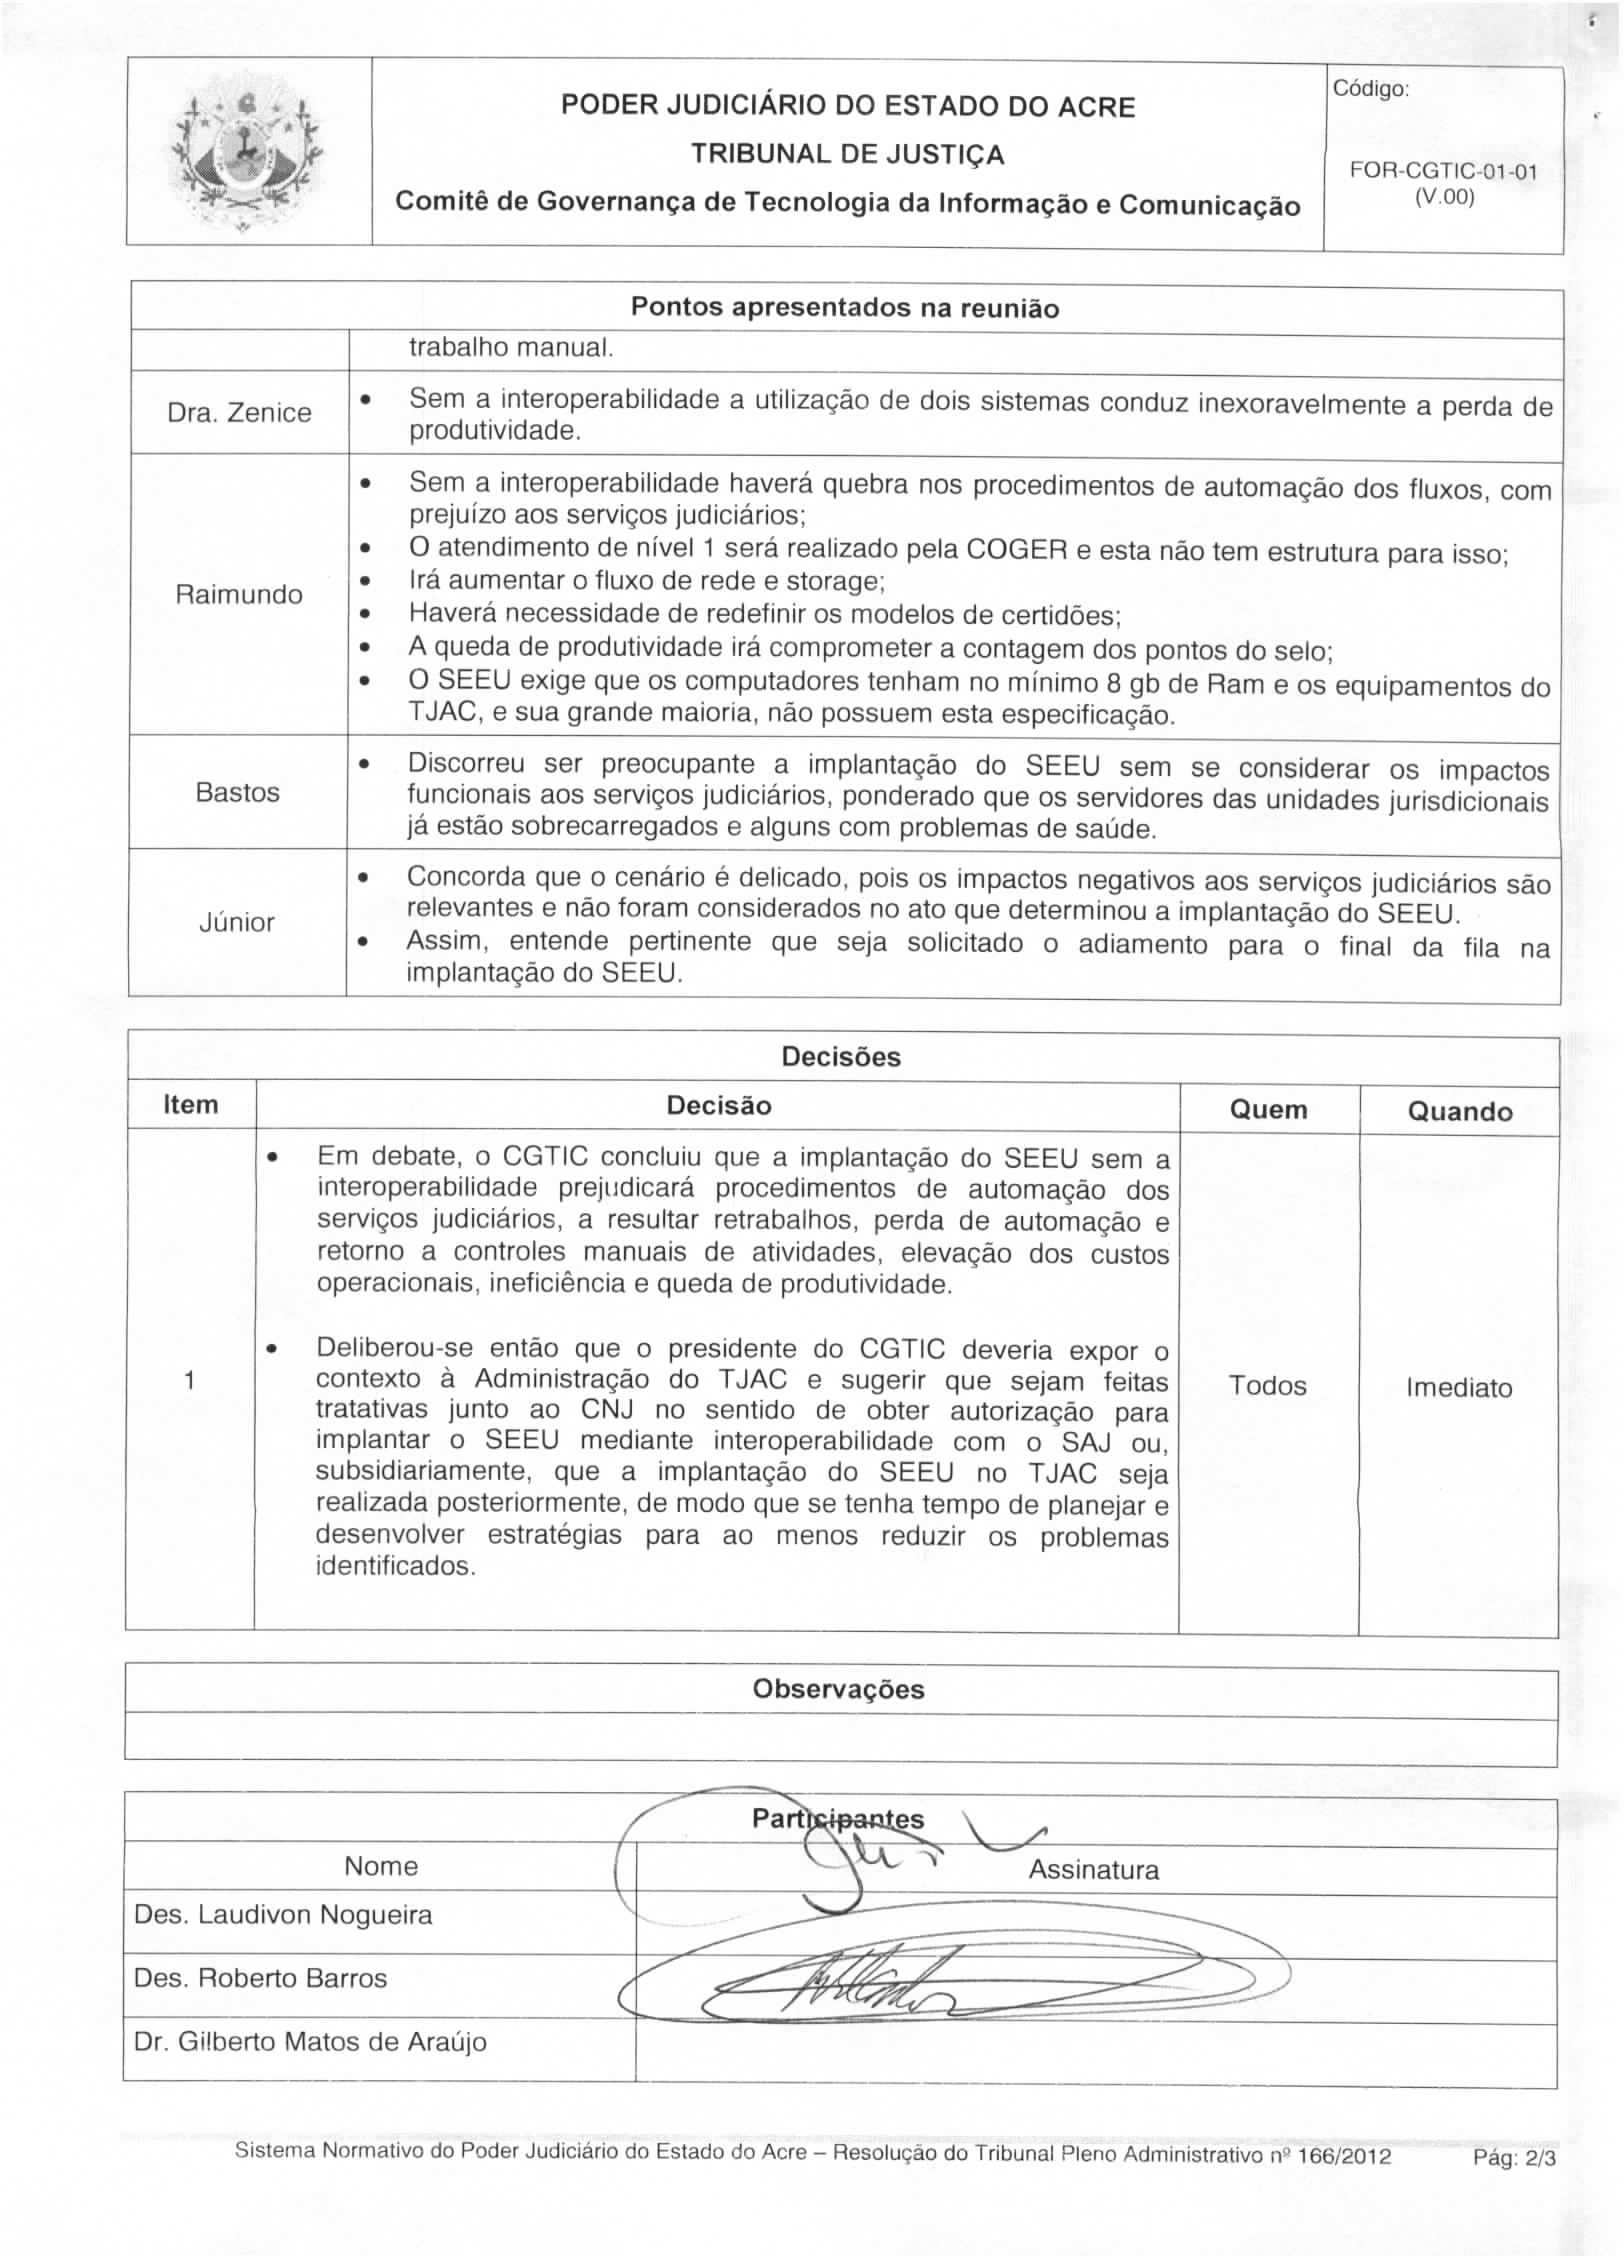 PODER JUDICIÁRIO DO ESTADO DO ACRE
TRIBUNAL DE JUSTIÇA
Comitê de Governança de Tecnologia da Informação e Comunicação
Código:
FOR-CGTIC-01-01
(V.00)
Pontos apresentados na reunião
trabalho manual.
Dra. Zenice
• Sem a interoperabilidade a utilização de dois sistemas conduz inexoravelmente a perda de
produtividade.
Raimundo
• Sem a interoperabilidade haverá quebra nos procedimentos de automação dos fluxos, com
prejuízo aos serviços judiciários;
• O atendimento de nível 1 será realizado pela COGER e esta não tem estrutura para isso;
• Irá aumentar o fluxo de rede e storage;
• Haverá necessidade de redefinir os modelos de certidões;
• A queda de produtividade irá comprometer a contagem dos pontos do selo;
• O SEEU exige que os computadores tenham no mínimo 8 gb de Ram e os equipamentos do
TJAC, e sua grande maioria, não possuem esta especificação.
Bastos
• Discorreu ser preocupante a implantação do SEEU sem se considerar os impactos
funcionais aos serviços judiciários, ponderado que os servidores das unidades jurisdicionais
já estão sobrecarregados e alguns com problemas de saúde.
Júnior
• Concorda que o cenário é delicado, pois os impactos negativos aos serviços judiciários são
relevantes e não foram considerados no ato que determinou a implantação do SEEU.
• Assim, entende pertinente que seja solicitado o adiamento para o final da fila na
implantação do SEEU.
Decisões
Item Decisão Quem Quando
• Em debate, o CGTIC concluiu que a implantação do SEEU sem a
interoperabilidade prejudicará procedimentos de automação dos
serviços judiciários, a resultar retrabalhos, perda de automação e
retorno a controles manuais de atividades, elevação dos custos
operacionais, ineficiência e queda de produtividade.
• Deliberou-se então que o presidente do CGTIC deveria expor o
1 contexto à Administração do TJAC e sugerir que sejam feitas Todos Imediato
tratativas junto ao CNJ no sentido de obter autorização para
implantar o SEEU mediante interoperabilidade com o SAJ ou,
subsidiariamente, que a implantação do SEEU no TJAC seja
realizada posteriormente, de modo que se tenha tempo de planejar e
desenvolver estratégias para ao menos reduzir os problemas
identificados.
Observações
Participantes
Nome Assinatura
Des. Laudivon Nogueira
Des. Roberto Barros
Dr. Gilberto Matos de Araújo
Sistema Normativo do Poder Judiciário do Estado do Acre – Resolução do Tribunal Pleno Administrativo nº 166/2012 Pág: 2/3